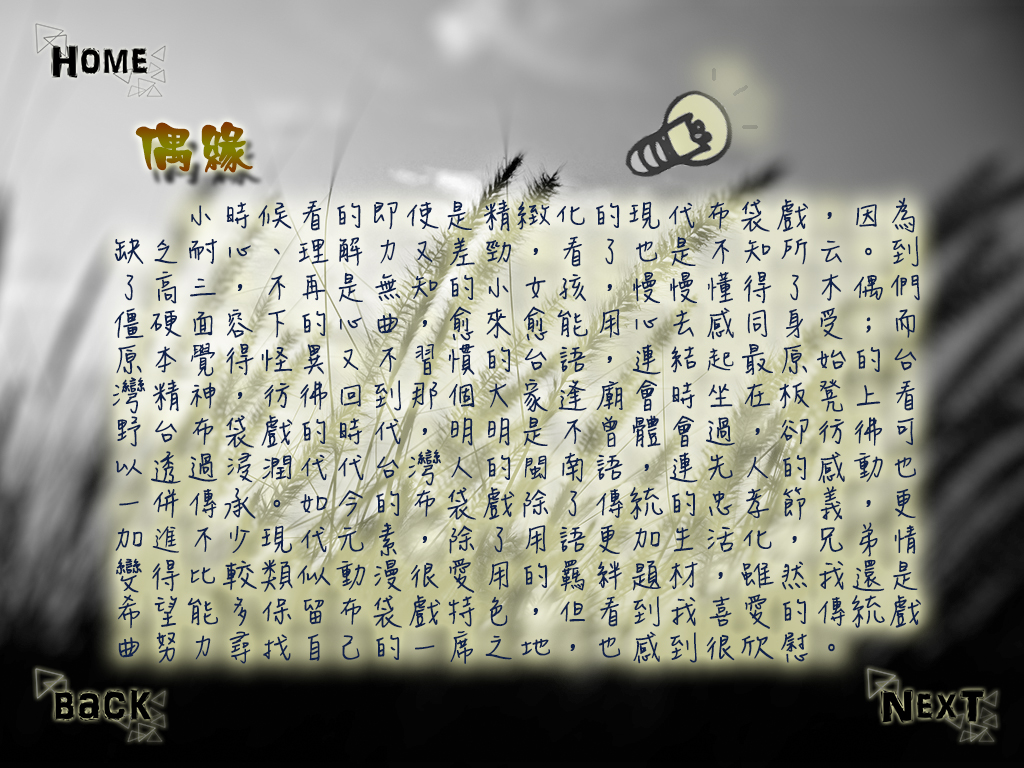 HOME
偶緣
小時候看的即使是精緻化的現代布袋戲，因為
缺乏耐心、理解力又差勁，看了也是不知所云。到
了高三，不再是無知的小女孩，慢慢懂得了木偶們
僵硬面容下的心曲，愈來愈能用心去感同身受；而
原本覺得怪異又不習慣的台語，連結起最原始的台
灣精神，彷彿回到那個大家逢廟會時坐在板凳上看
野台布袋戲的時代，明明是不曾體會過，卻彷彿可
以透過浸潤代代台灣人的閩南語，連先人的感動也
一併傳承。如今的布袋戲除了傳統的忠孝節義，更
加進不少現代元素，除了用語更加生活化，兄弟情
變得比較類似動漫很愛用的羈絆題材，雖然我還是
希望能多保留布袋戲特色，但看到我喜愛的傳統戲
曲努力尋找自己的一席之地，也感到很欣慰。
BACK
NEXT